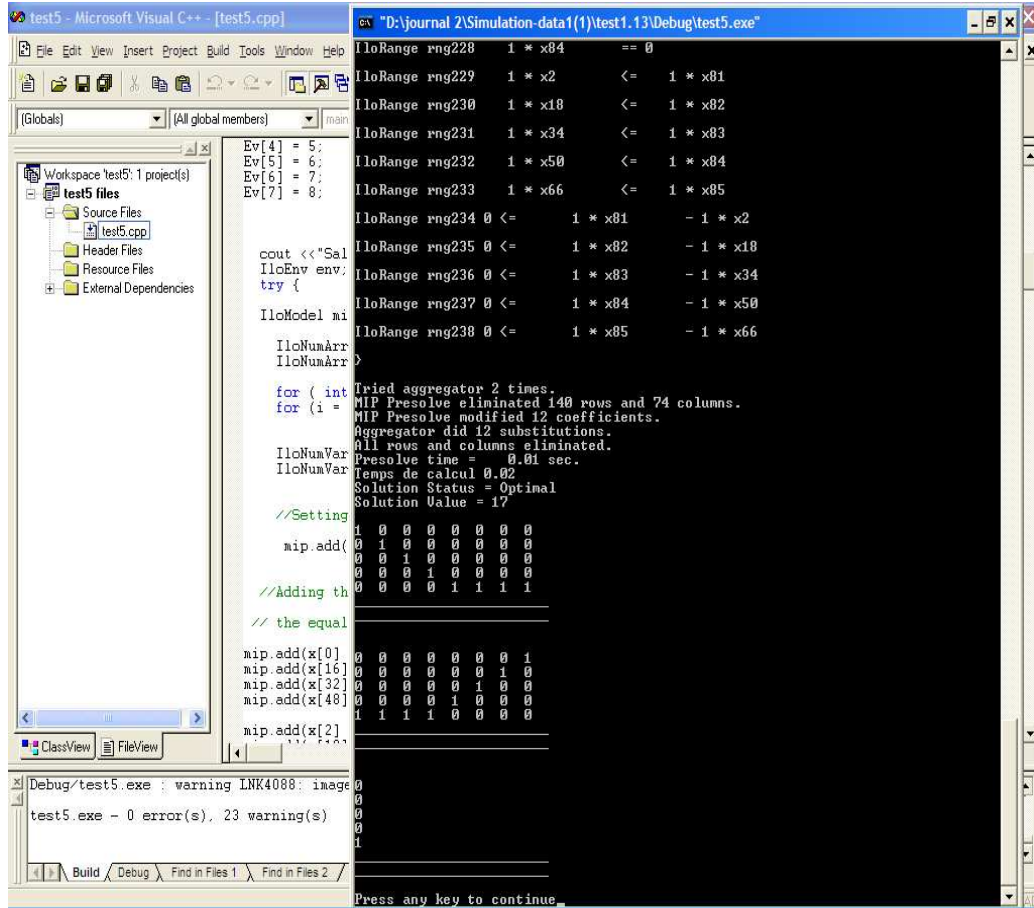 test5 - Microsoft Visual C++ - [test5.cpp]
File Edit View Insert Project Build Tools Window Help
(Globals) (All global members) main
Workspace 'test5': 1 project(s)
test5 files
Source Files
test5.cpp
Header Files
Resource Files
External Dependencies
ClassView FileView
Ev[4] = 5;
Ev[5] = 6;
Ev[6] = 7;
Ev[7] = 8;
cout <<"Sal
IloEnv env;
try {
IloModel mi
IloNumArr
IloNumArr
for ( int
for (i =
IloNumVar
IloNumVar
//Setting
mip.add(
//Adding th
// the equal
mip.add(x[0]
mip.add(x[16]
mip.add(x[32]
mip.add(x[48]
mip.add(x[2]
Debug/test5.exe : warning LNK4088: image
test5.exe - 0 error(s), 23 warning(s)
Build Debug Find in Files 1 Find in Files 2
"D:\journal 2\Simulation-data1(1)\test1.13\Debug\test5.exe"
IloRange rng228 1 * x84 == 0
IloRange rng229 1 * x2 <= 1 * x81
IloRange rng230 1 * x18 <= 1 * x82
IloRange rng231 1 * x34 <= 1 * x83
IloRange rng232 1 * x50 <= 1 * x84
IloRange rng233 1 * x66 <= 1 * x85
IloRange rng234 0 <= 1 * x81 - 1 * x2
IloRange rng235 0 <= 1 * x82 - 1 * x18
IloRange rng236 0 <= 1 * x83 - 1 * x34
IloRange rng237 0 <= 1 * x84 - 1 * x50
IloRange rng238 0 <= 1 * x85 - 1 * x66
}
Tried aggregator 2 times.
MIP Presolve eliminated 140 rows and 74 columns.
MIP Presolve modified 12 coefficients.
Aggregator did 12 substitutions.
All rows and columns eliminated.
Presolve time = 0.01 sec.
Temps de calcul 0.02
Solution Status = Optimal
Solution Value = 17
1 0 0 0 0 0 0 0
0 1 0 0 0 0 0 0
0 0 1 0 0 0 0 0
0 0 0 1 0 0 0 0
0 0 0 0 1 1 1 1
0 0 0 0 0 0 0 1
0 0 0 0 0 0 1 0
0 0 0 0 0 1 0 0
0 0 0 0 1 0 0 0
1 1 1 1 0 0 0 0
0
0
0
0
1
Press any key to continue_